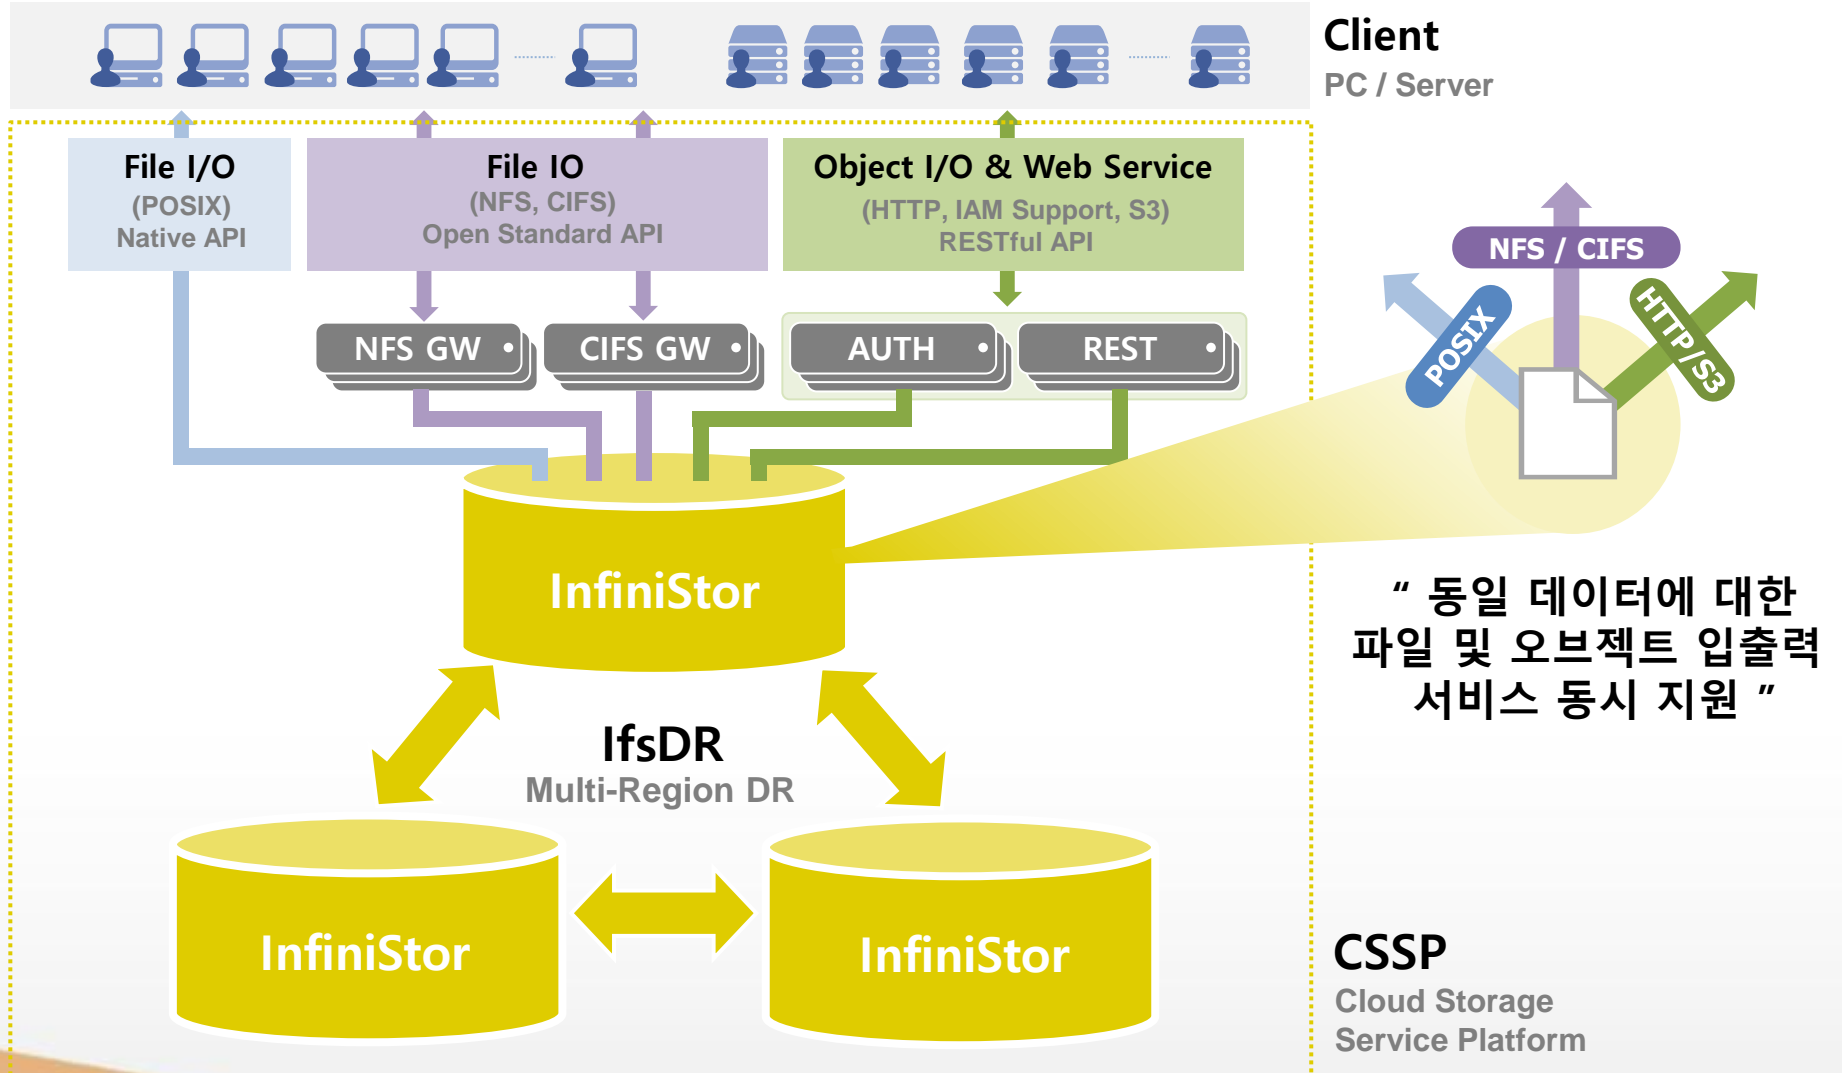 Client
PC / Server
File I/O
(POSIX)
Native API
File IO
(NFS, CIFS)
Open Standard API
Object I/O & Web Service
(HTTP, IAM Support, S3)
RESTful API
NFS GW
CIFS GW
AUTH
REST
NFS / CIFS
POSIX
HTTP/S3
InfiniStor
“ 동일 데이터에 대한
파일 및 오브젝트 입출력
서비스 동시 지원 ”
IfsDR
Multi-Region DR
InfiniStor
InfiniStor
CSSP
Cloud Storage
Service Platform